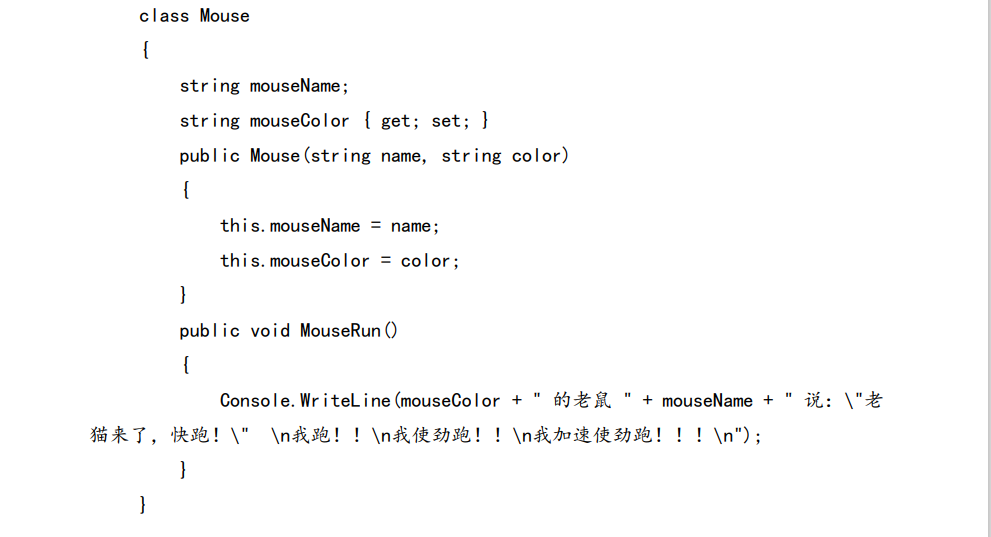 class Mouse
{
string mouseName;
string mouseColor { get; set; }
public Mouse(string name, string color)
{
this.mouseName = name;
this.mouseColor = color;
}
public void MouseRun()
{
Console.WriteLine(mouseColor + " 的老鼠 " + mouseName + " 说：\"老
猫来了，快跑！\"  \n我跑！！\n我使劲跑！！\n我加速使劲跑！！！\n");
}
}